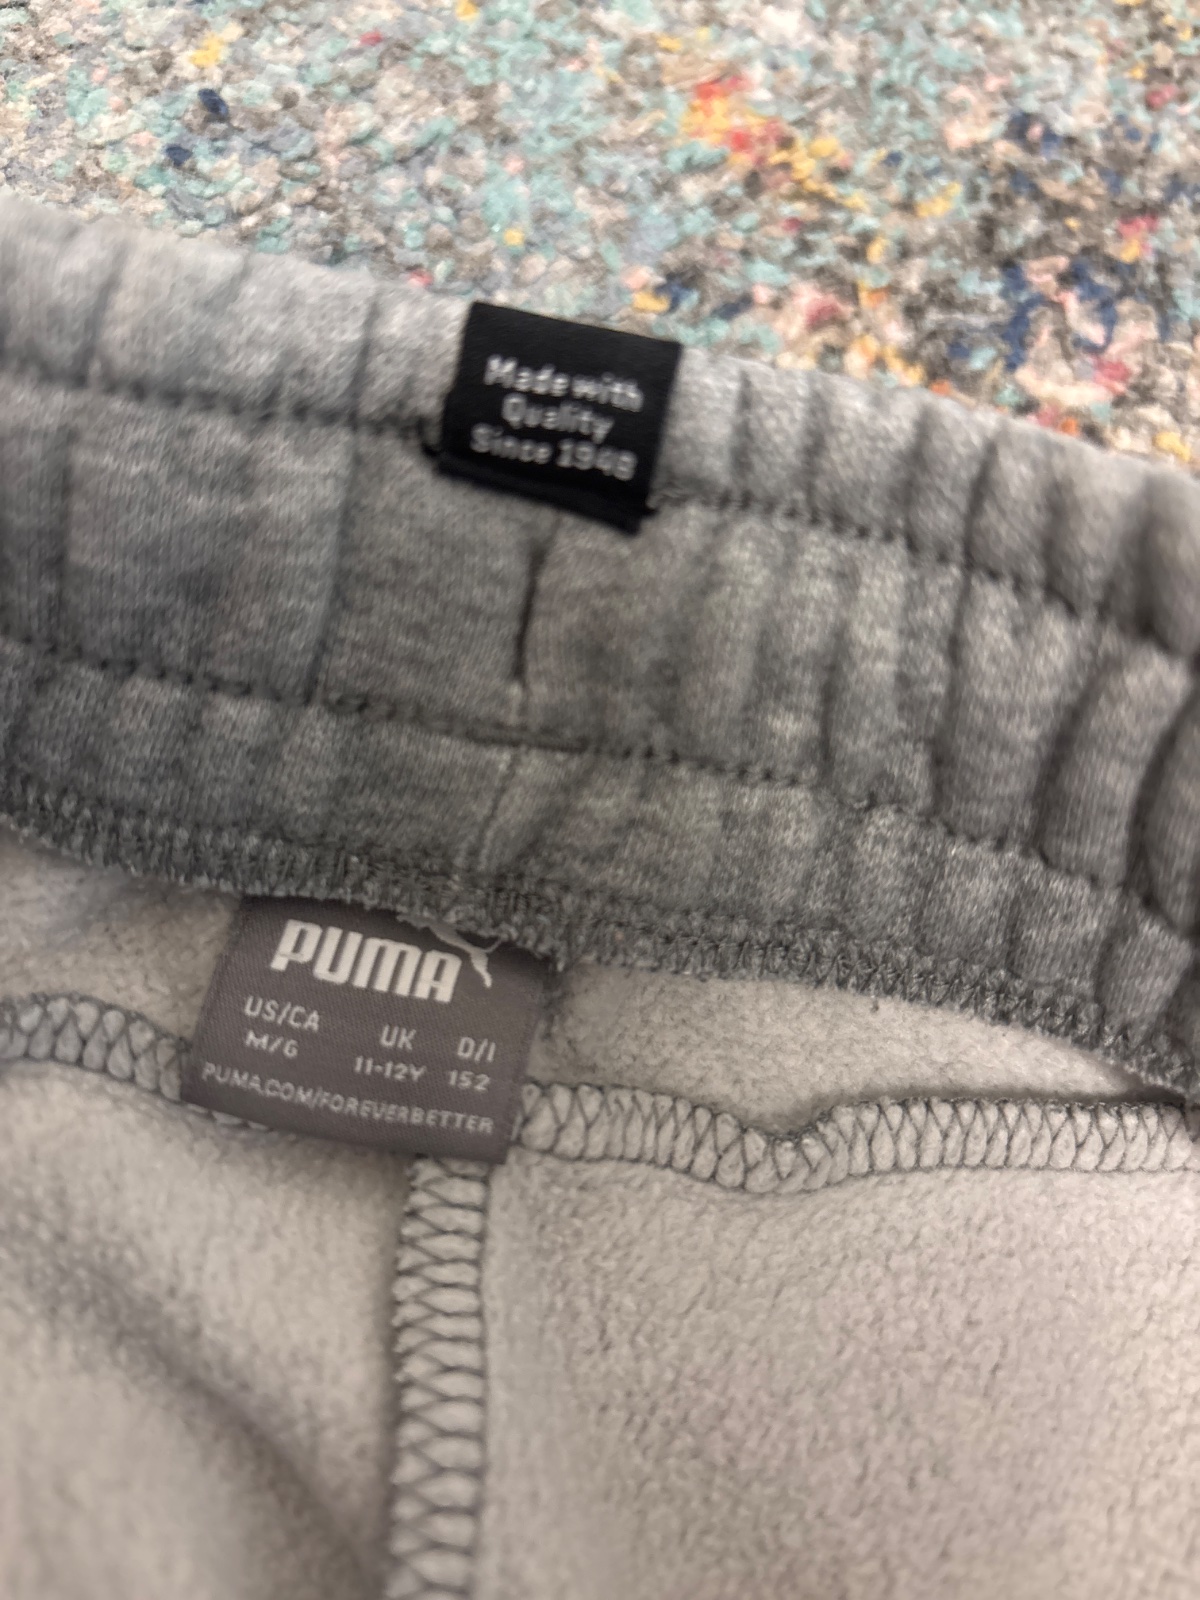 Made with
Quality
Since 1948
PUMA
US/CA UK D/I
M/G 11-12Y 152
PUMA.COM/FOREVERBETTER